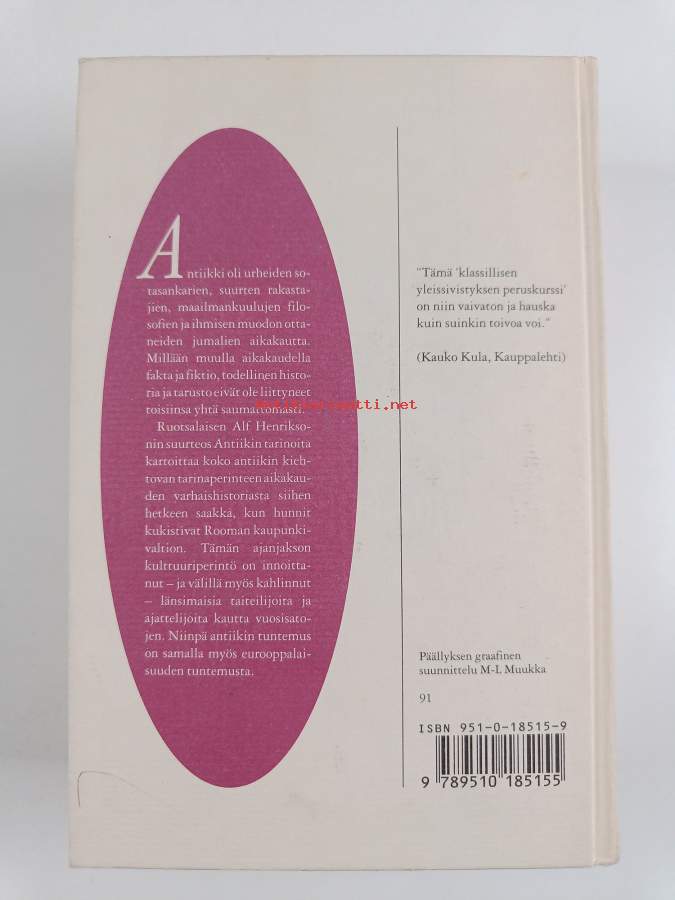 Antiikki oli urheiden so-
tasankarien, suurten rakasta-
jien, maailmankuulujen filo-
sofien ja ihmisen muodon otta-
neiden jumalien aikakautta.
Millään muulla aikakaudella
fakta ja fiktio, todellinen histo-
ria ja tarusto eivät ole liittyneet
toisiinsa yhtä saumattomasti.
Ruotsalaisen Alf Henrikso-
nin suurteos Antiikin tarinoita
kartoittaa koko antiikin kieh-
tovan tarinaperinteen aikakau-
den varhaishistoriasta siihen
hetkeen saakka, kun hunnit
kukistivat Rooman kaupunki-
valtion. Tämän ajanjakson
kulttuuriperintö on innoitta-
nut – ja välillä myös kahlinnut
– länsimaisia taiteilijoita ja
ajattelijoita kautta vuosisato-
jen. Niinpä antiikin tuntemus
on samalla myös eurooppalai-
suuden tuntemusta.
"Tämä 'klassillisen
yleissivistyksen peruskurssi'
on niin vaivaton ja hauska
kuin suinkin toivoa voi."
(Kauko Kula, Kauppalehti)
Päällyksen graafinen
suunnittelu M-L Muukka
91
ISBN 951-0-18515-9
9 789510 185155